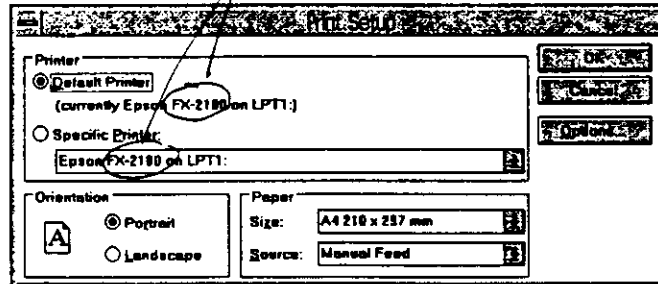 Print Setup
Printer
Default Printer
(currently Epson FX-2180 on LPT1:)
Specific Printer:
Epson FX-2180 on LPT1:
OK
Cancel
Options...
Orientation
Portrait
Landscape
A
Paper
Size: A4 210 x 297 mm
Source: Manual Feed